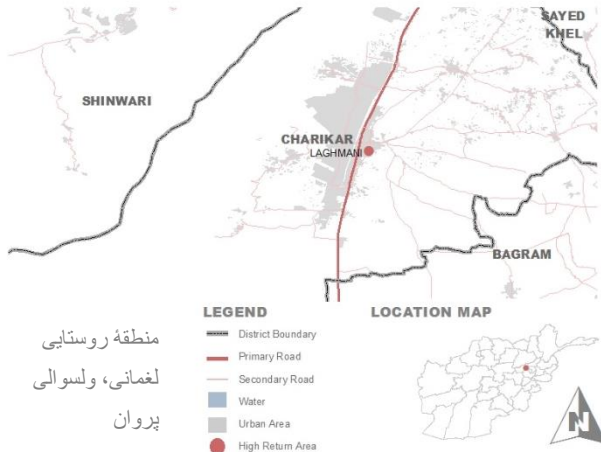 SAYED
KHEL
SHINWARI
CHARIKAR
LAGHMANI
BAGRAM
LEGEND
District Boundary
Primary Road
Secondary Road
Water
Urban Area
High Return Area
LOCATION MAP
N
منطقهٔ روستایی
لغمانی، ولسوالی
پروان